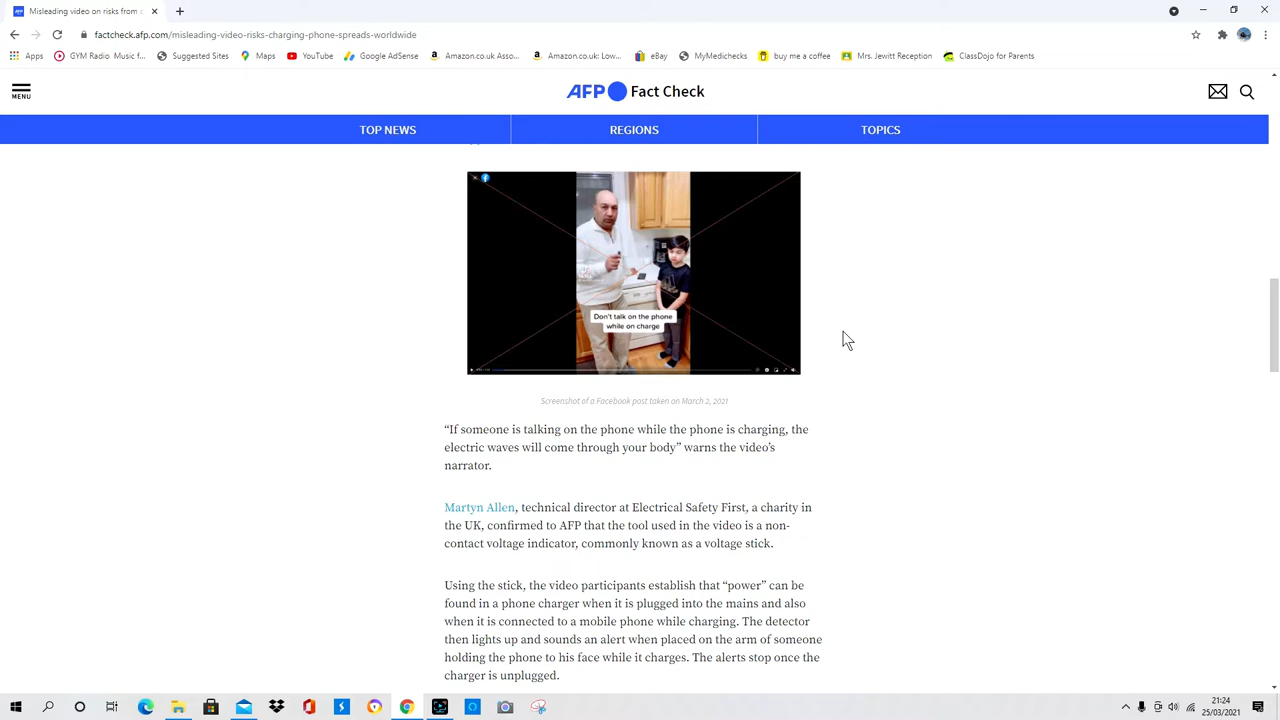 Misleading video on risks from c
factcheck.afp.com/misleading-video-risks-charging-phone-spreads-worldwide
Apps GYM Radio Music f... Suggested Sites Maps YouTube Google AdSense Amazon.co.uk Asso... Amazon.co.uk: Low... eBay MyMedichecks buy me a coffee Mrs. Jewitt Reception ClassDojo for Parents
MENU
AFP Fact Check
TOP NEWS REGIONS TOPICS
Don't talk on the phone
while on charge
Screenshot of a Facebook post taken on March 2, 2021
“If someone is talking on the phone while the phone is charging, the
electric waves will come through your body” warns the video’s
narrator.
Martyn Allen, technical director at Electrical Safety First, a charity in
the UK, confirmed to AFP that the tool used in the video is a non-
contact voltage indicator, commonly known as a voltage stick.
Using the stick, the video participants establish that “power” can be
found in a phone charger when it is plugged into the mains and also
when it is connected to a mobile phone while charging. The detector
then lights up and sounds an alert when placed on the arm of someone
holding the phone to his face while it charges. The alerts stop once the
charger is unplugged.
21:24
25/03/2021